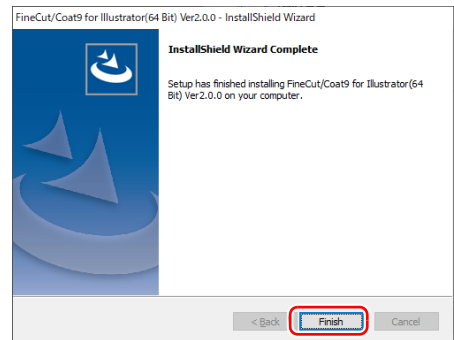 FineCut/Coat9 for Illustrator(64 Bit) Ver2.0.0 - InstallShield Wizard
InstallShield Wizard Complete
Setup has finished installing FineCut/Coat9 for Illustrator(64
Bit) Ver2.0.0 on your computer.
< Back
Finish
Cancel